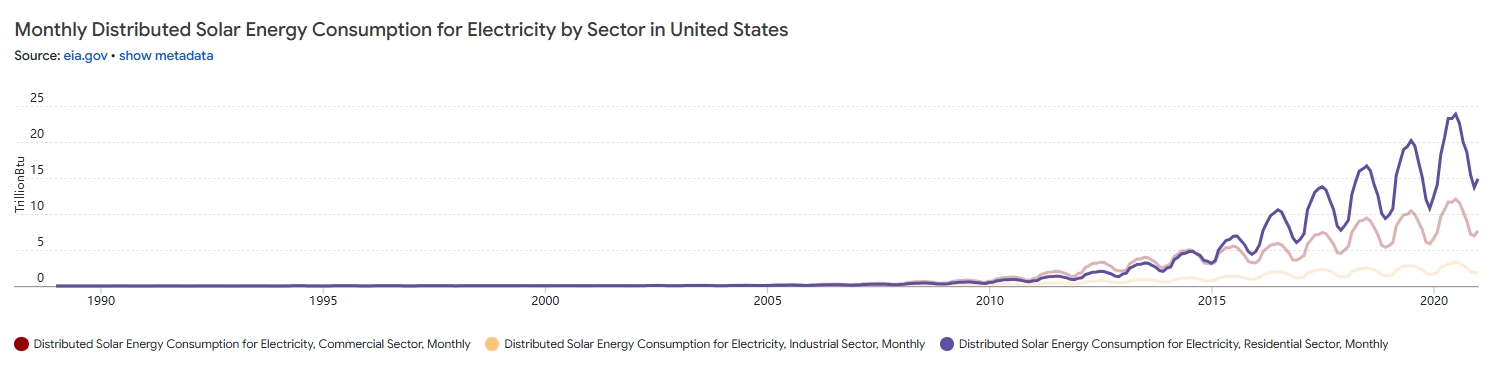 Monthly Distributed Solar Energy Consumption for Electricity by Sector in United States
Source: eia.gov • show metadata
TrillionBtu
25
20
15
10
5
0
1990 1995 2000 2005 2010 2015 2020
Distributed Solar Energy Consumption for Electricity, Commercial Sector, Monthly Distributed Solar Energy Consumption for Electricity, Industrial Sector, Monthly Distributed Solar Energy Consumption for Electricity, Residential Sector, Monthly